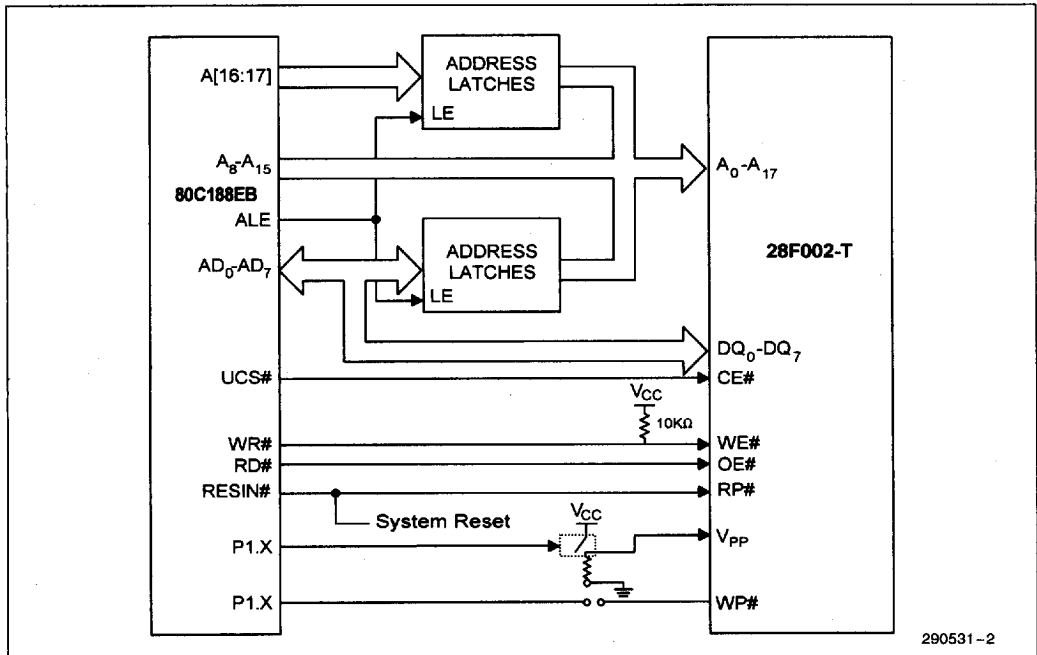 A[16:17]
ADDRESS
LATCHES
LE
A₈-A₁₅
A₀-A₁₇
80C188EB
ALE
28F002-T
AD₀-AD₇
ADDRESS
LATCHES
LE
DQ₀-DQ₇
UCS#
CE#
VCC
10KΩ
WR#
WE#
RD#
OE#
RESIN#
RP#
System Reset
VCC
P1.X
VPP
P1.X
WP#
290531-2